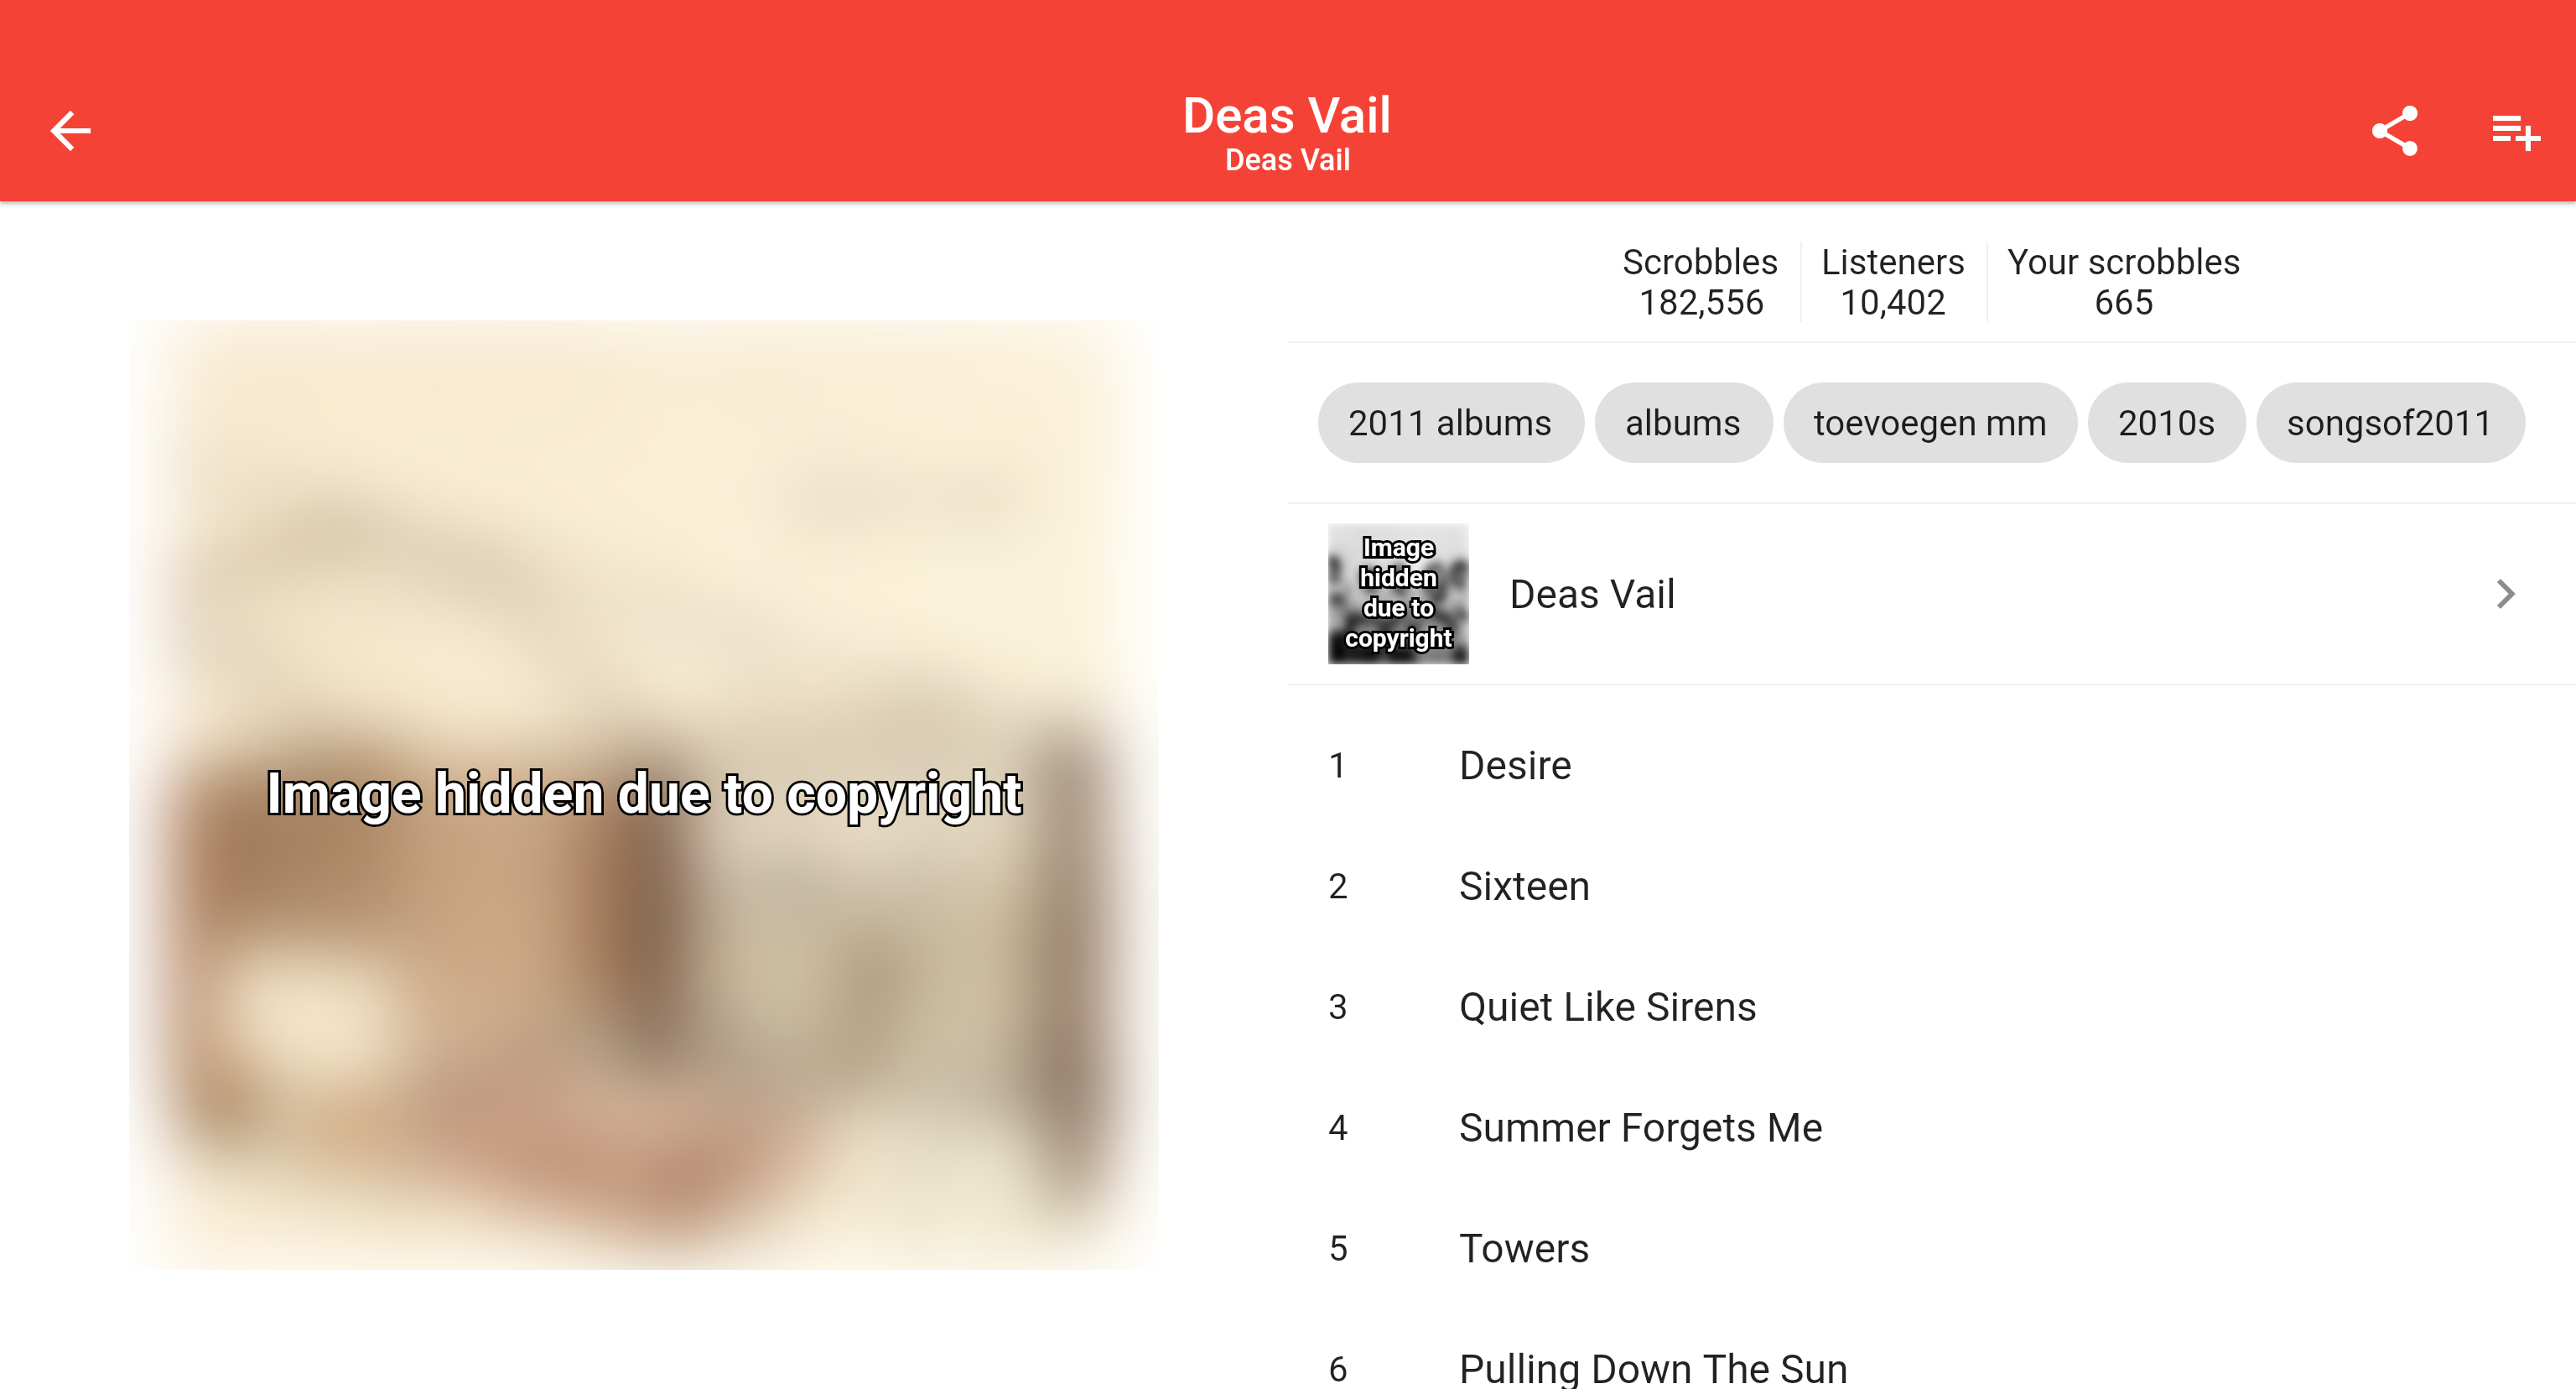 Deas Vail
Deas Vail
Scrobbles
182,556
Listeners
10,402
Your scrobbles
665
2011 albums
albums
toevoegen mm
2010s
songsof2011
Image hidden due to copyright
Image
hidden
due to
copyright
Deas Vail
1 Desire
2 Sixteen
3 Quiet Like Sirens
4 Summer Forgets Me
5 Towers
6 Pulling Down The Sun